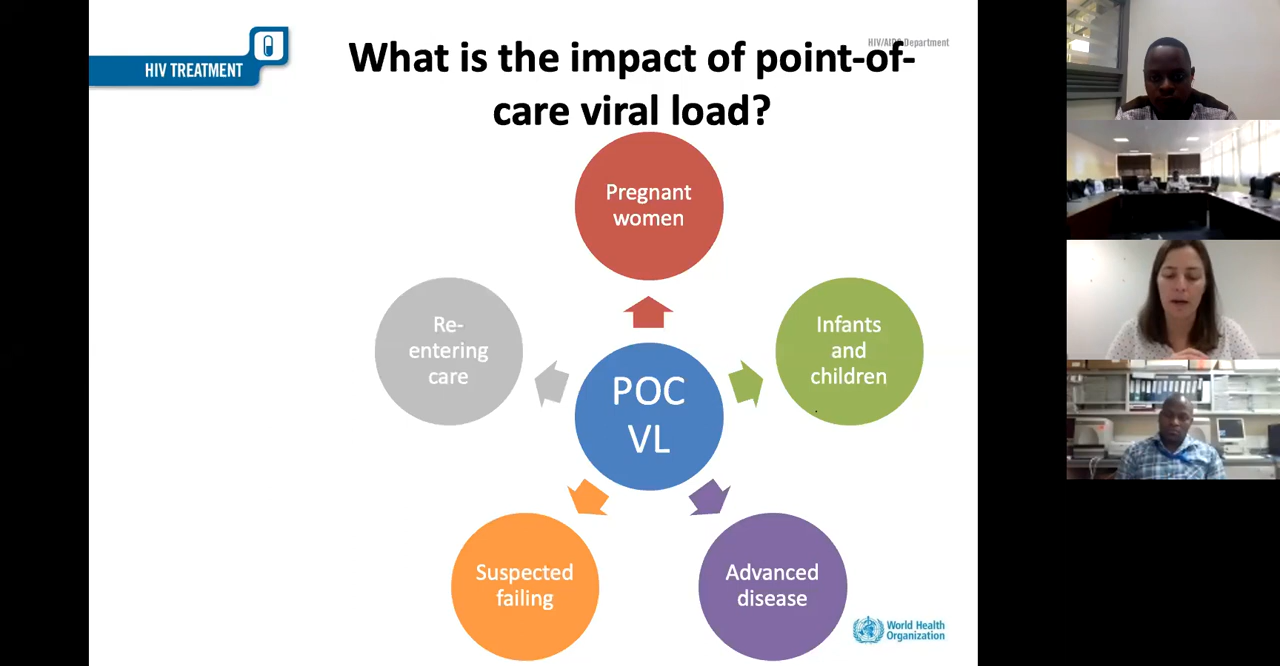 HIV TREATMENT
HIV/AIDS Department
What is the impact of point-of-
care viral load?
Pregnant
women
Re-
entering
care
Infants
and
children
POC
VL
Suspected
failing
Advanced
disease
World Health
Organization